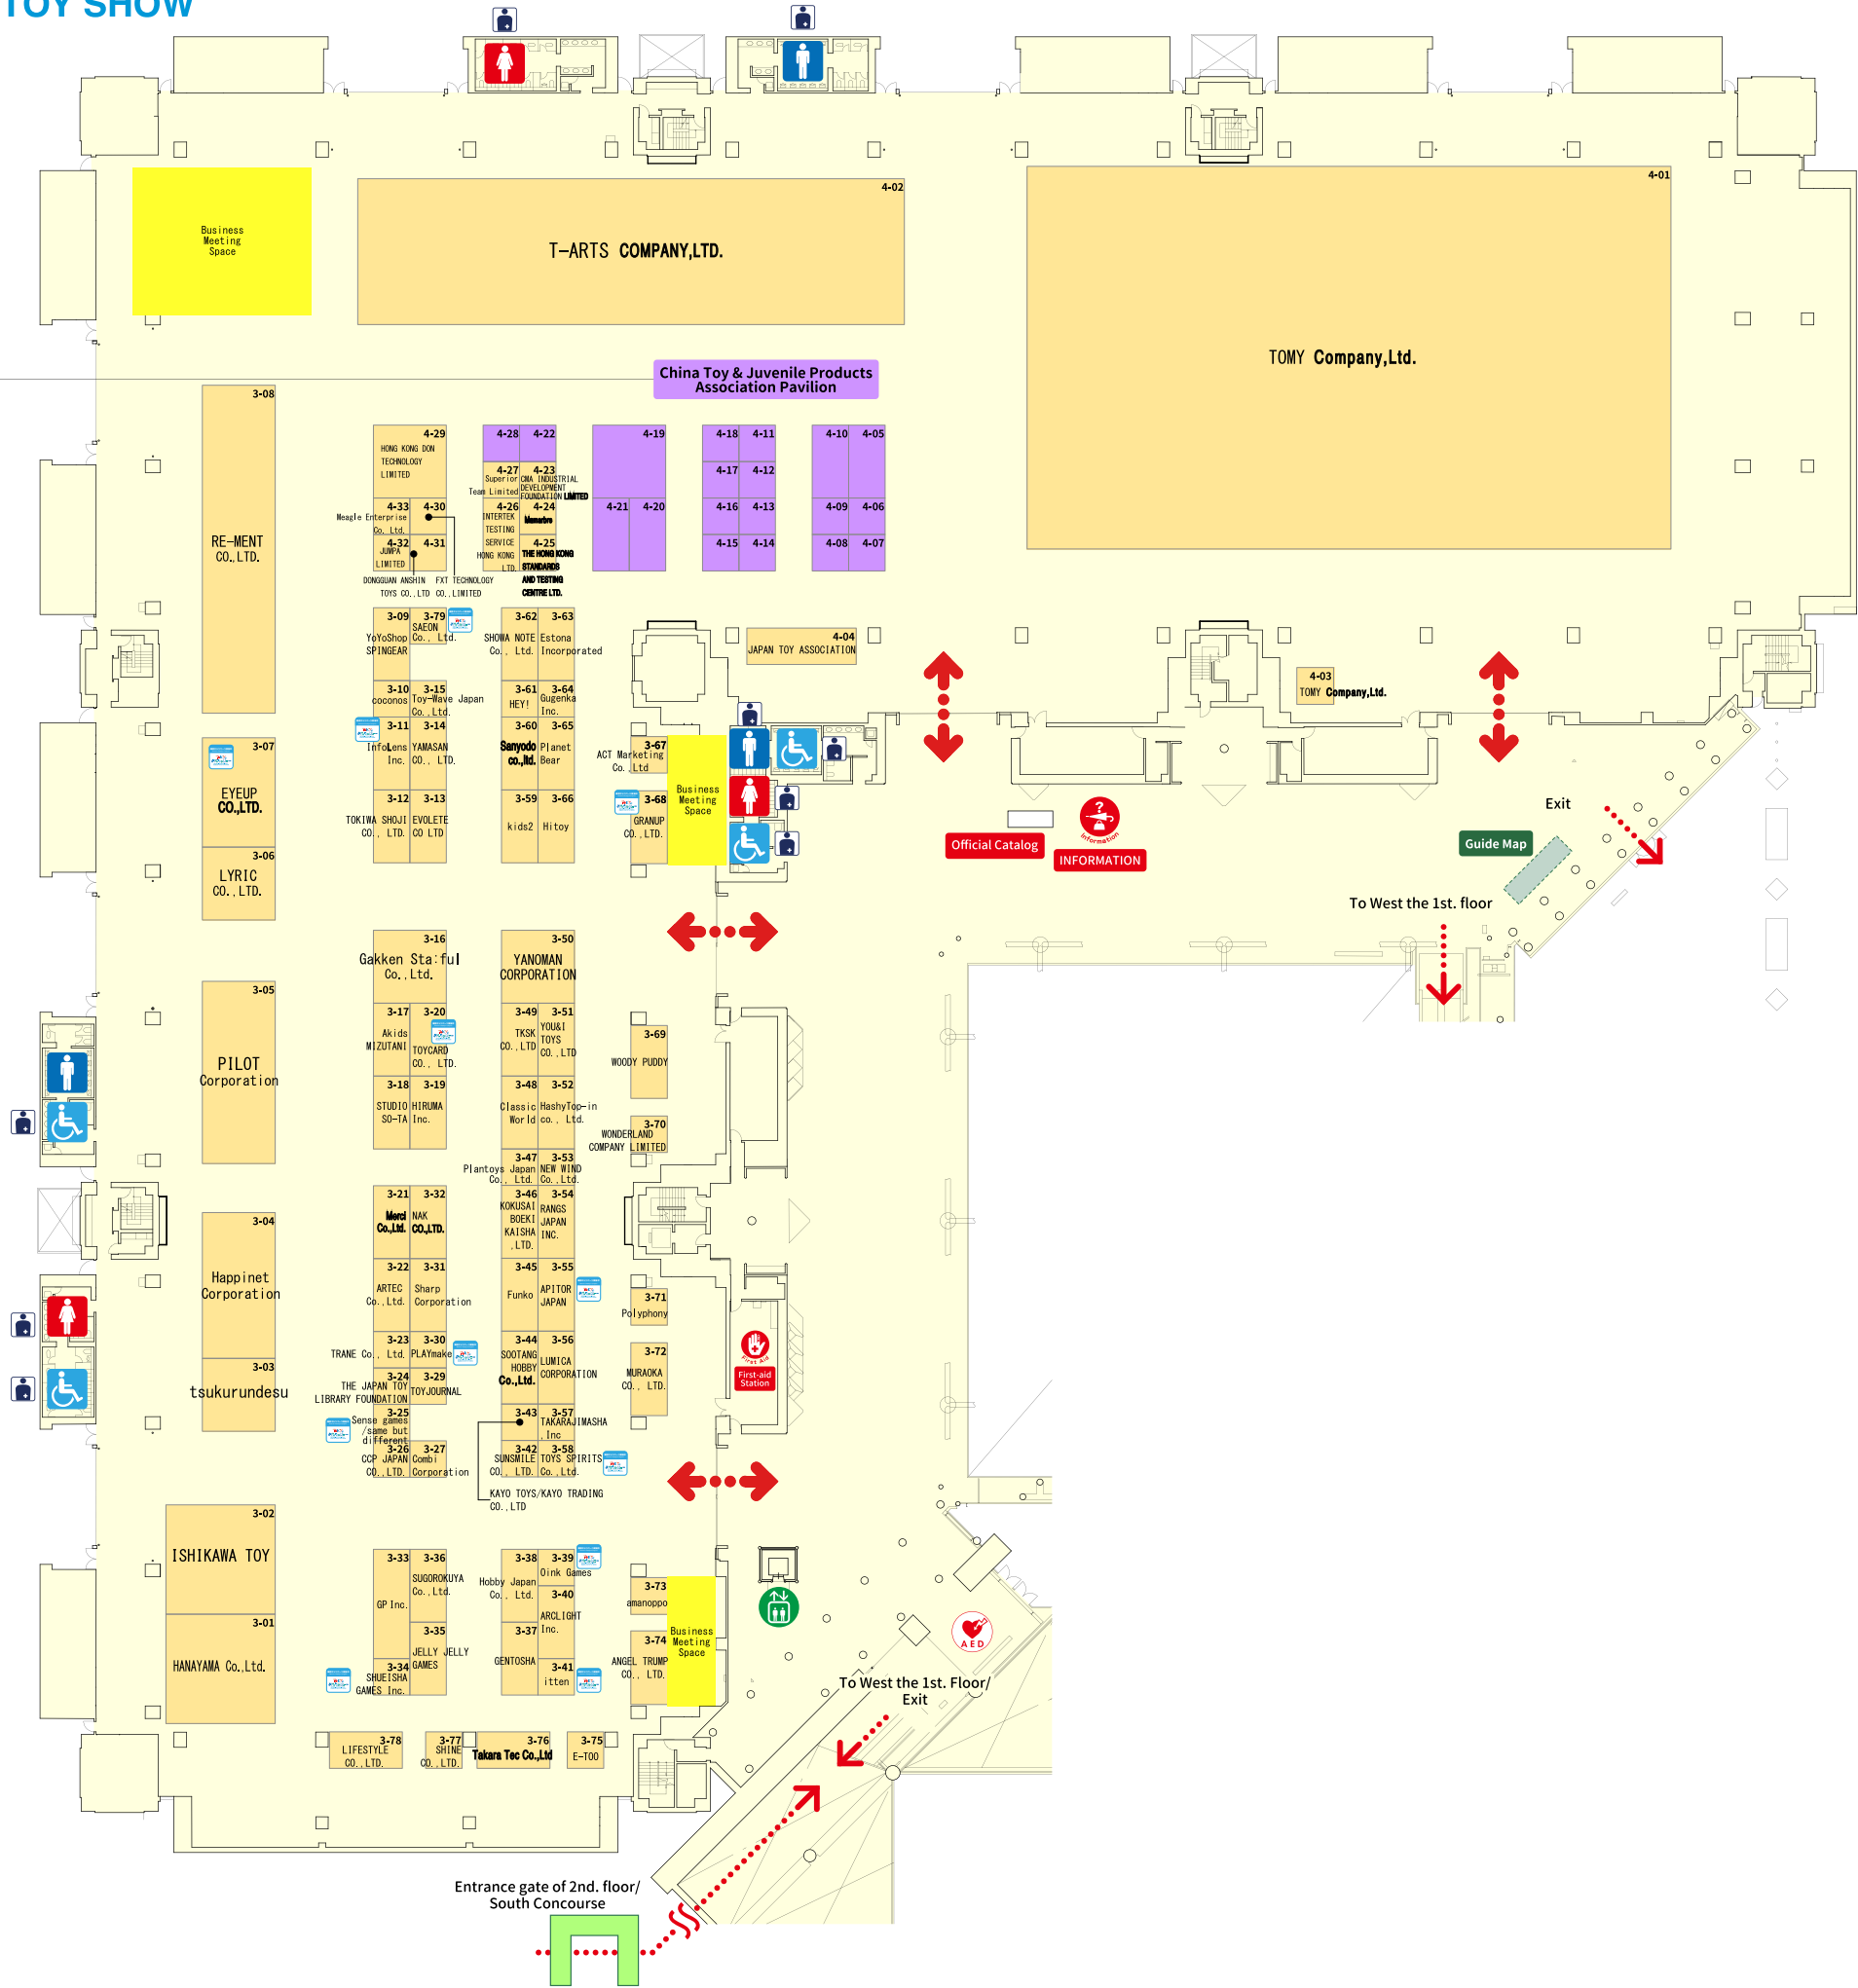 TOY SHOW
4-02
T-ARTS COMPANY,LTD.
4-01
TOMY Company,Ltd.
Business
Meeting
Space
China Toy & Juvenile Products
Association Pavilion
3-08
RE-MENT
CO.,LTD.
4-29
HONG KONG DON
TECHNOLOGY
LIMITED
4-33
Meagle Enterprise
Co. Ltd.
4-30
4-32
JUMPA
LIMITED
4-31
DONGGUAN ANSHIN
TOYS CO.,LTD
FXT TECHNOLOGY
CO.,LIMITED
4-28
4-22
4-27
Superior
Team Limited
4-23
CMA INDUSTRIAL
DEVELOPMENT
FOUNDATION LIMITED
4-26
INTERTEK
TESTING
SERVICE
HONG KONG
LTD.
4-24
4-25
THE HONG KONG
STANDARDS
AND TESTING
CENTRE LTD.
4-19
4-21
4-20
4-18
4-11
4-17
4-12
4-16
4-13
4-15
4-14
4-10
4-05
4-09
4-06
4-08
4-07
3-09
YoYoShop
SPINGEAR
3-79
SAEON
Co., Ltd.
3-62
SHOWA NOTE
Co., Ltd.
3-63
Estona
Incorporated
4-04
JAPAN TOY ASSOCIATION
4-03
TOMY Company,Ltd.
3-10
coconos
3-15
Toy-Wave Japan
Co.,Ltd.
3-61
HEY!
3-64
Gugenka
Inc.
3-11
InfoLens
Inc.
3-14
YAMASAN
CO., LTD.
3-60
Sanyodo
co.,ltd.
3-65
Planet
Bear
3-67
ACT Marketing
Co.,Ltd
3-07
EYEUP
CO.,LTD.
3-12
TOKIWA SHOJI
CO., LTD.
3-13
EVOLETE
CO LTD
3-59
kids2
3-66
Hitoy
3-68
GRANUP
CO.,LTD.
Business
Meeting
Space
3-06
LYRIC
CO.,LTD.
Official Catalog
Information
INFORMATION
Exit
Guide Map
To West the 1st. floor
3-16
Gakken Sta:ful
Co.,Ltd.
3-50
YANOMAN
CORPORATION
3-05
PILOT
Corporation
3-17
Akids
MIZUTANI
3-20
TOYCARD
CO., LTD.
3-49
TKSK
CO.,LTD
3-51
YOU&I
TOYS
CO.,LTD
3-69
WOODY PUDDY
3-18
STUDIO
SO-TA
3-19
HIRUMA
Inc.
3-48
Classic
World
3-52
HashyTop-in
co., Ltd.
3-70
WONDERLAND
COMPANY LIMITED
3-47
Plantoys Japan
Co., Ltd.
3-53
NEW WIND
Co.,Ltd.
3-04
Happinet
Corporation
3-21
Merci
Co.,Ltd.
3-32
NAK
CO.,LTD.
3-46
KOKUSAI
BOEKI
KAISHA
,LTD.
3-54
RANGS
JAPAN
INC.
3-22
ARTEC
Co.,Ltd.
3-31
Sharp
Corporation
3-45
Funko
3-55
APITOR
JAPAN
3-71
Polyphony
3-23
TRANE Co., Ltd.
3-30
PLAYmake
3-44
SOOTANG
HOBBY
Co.,Ltd.
3-56
LUMICA
CORPORATION
3-72
MURAOKA
CO., LTD.
First Aid
First-aid
Station
3-03
tsukurundesu
3-24
THE JAPAN TOY
LIBRARY FOUNDATION
3-29
TOYJOURNAL
3-25
Sense games
/same but
different
3-43
3-57
TAKARAJIMASHA
,Inc
3-26
CCP JAPAN
CO.,LTD.
3-27
Combi
Corporation
3-42
SUNSMILE
CO., LTD.
3-58
TOYS SPIRITS
Co.,Ltd.
KAYO TOYS/KAYO TRADING
CO.,LTD
3-02
ISHIKAWA TOY
3-01
HANAYAMA Co.,Ltd.
3-33
GP Inc.
3-36
SUGOROKUYA
Co.,Ltd.
3-38
Hobby Japan
Co., Ltd.
3-39
Oink Games
3-40
ARCLIGHT
Inc.
3-73
amanoppo
3-35
JELLY JELLY
GAMES
3-37
GENTOSHA
3-74
ANGEL TRUMP
CO., LTD.
Business
Meeting
Space
3-34
SHUEISHA
GAMES Inc.
3-41
itten
AED
To West the 1st. Floor/
Exit
3-78
LIFESTYLE
CO.,LTD.
3-77
SHINE
CO.,LTD.
3-76
Takara Tec Co.,Ltd
3-75
E-TOO
Entrance gate of 2nd. floor/
South Concourse